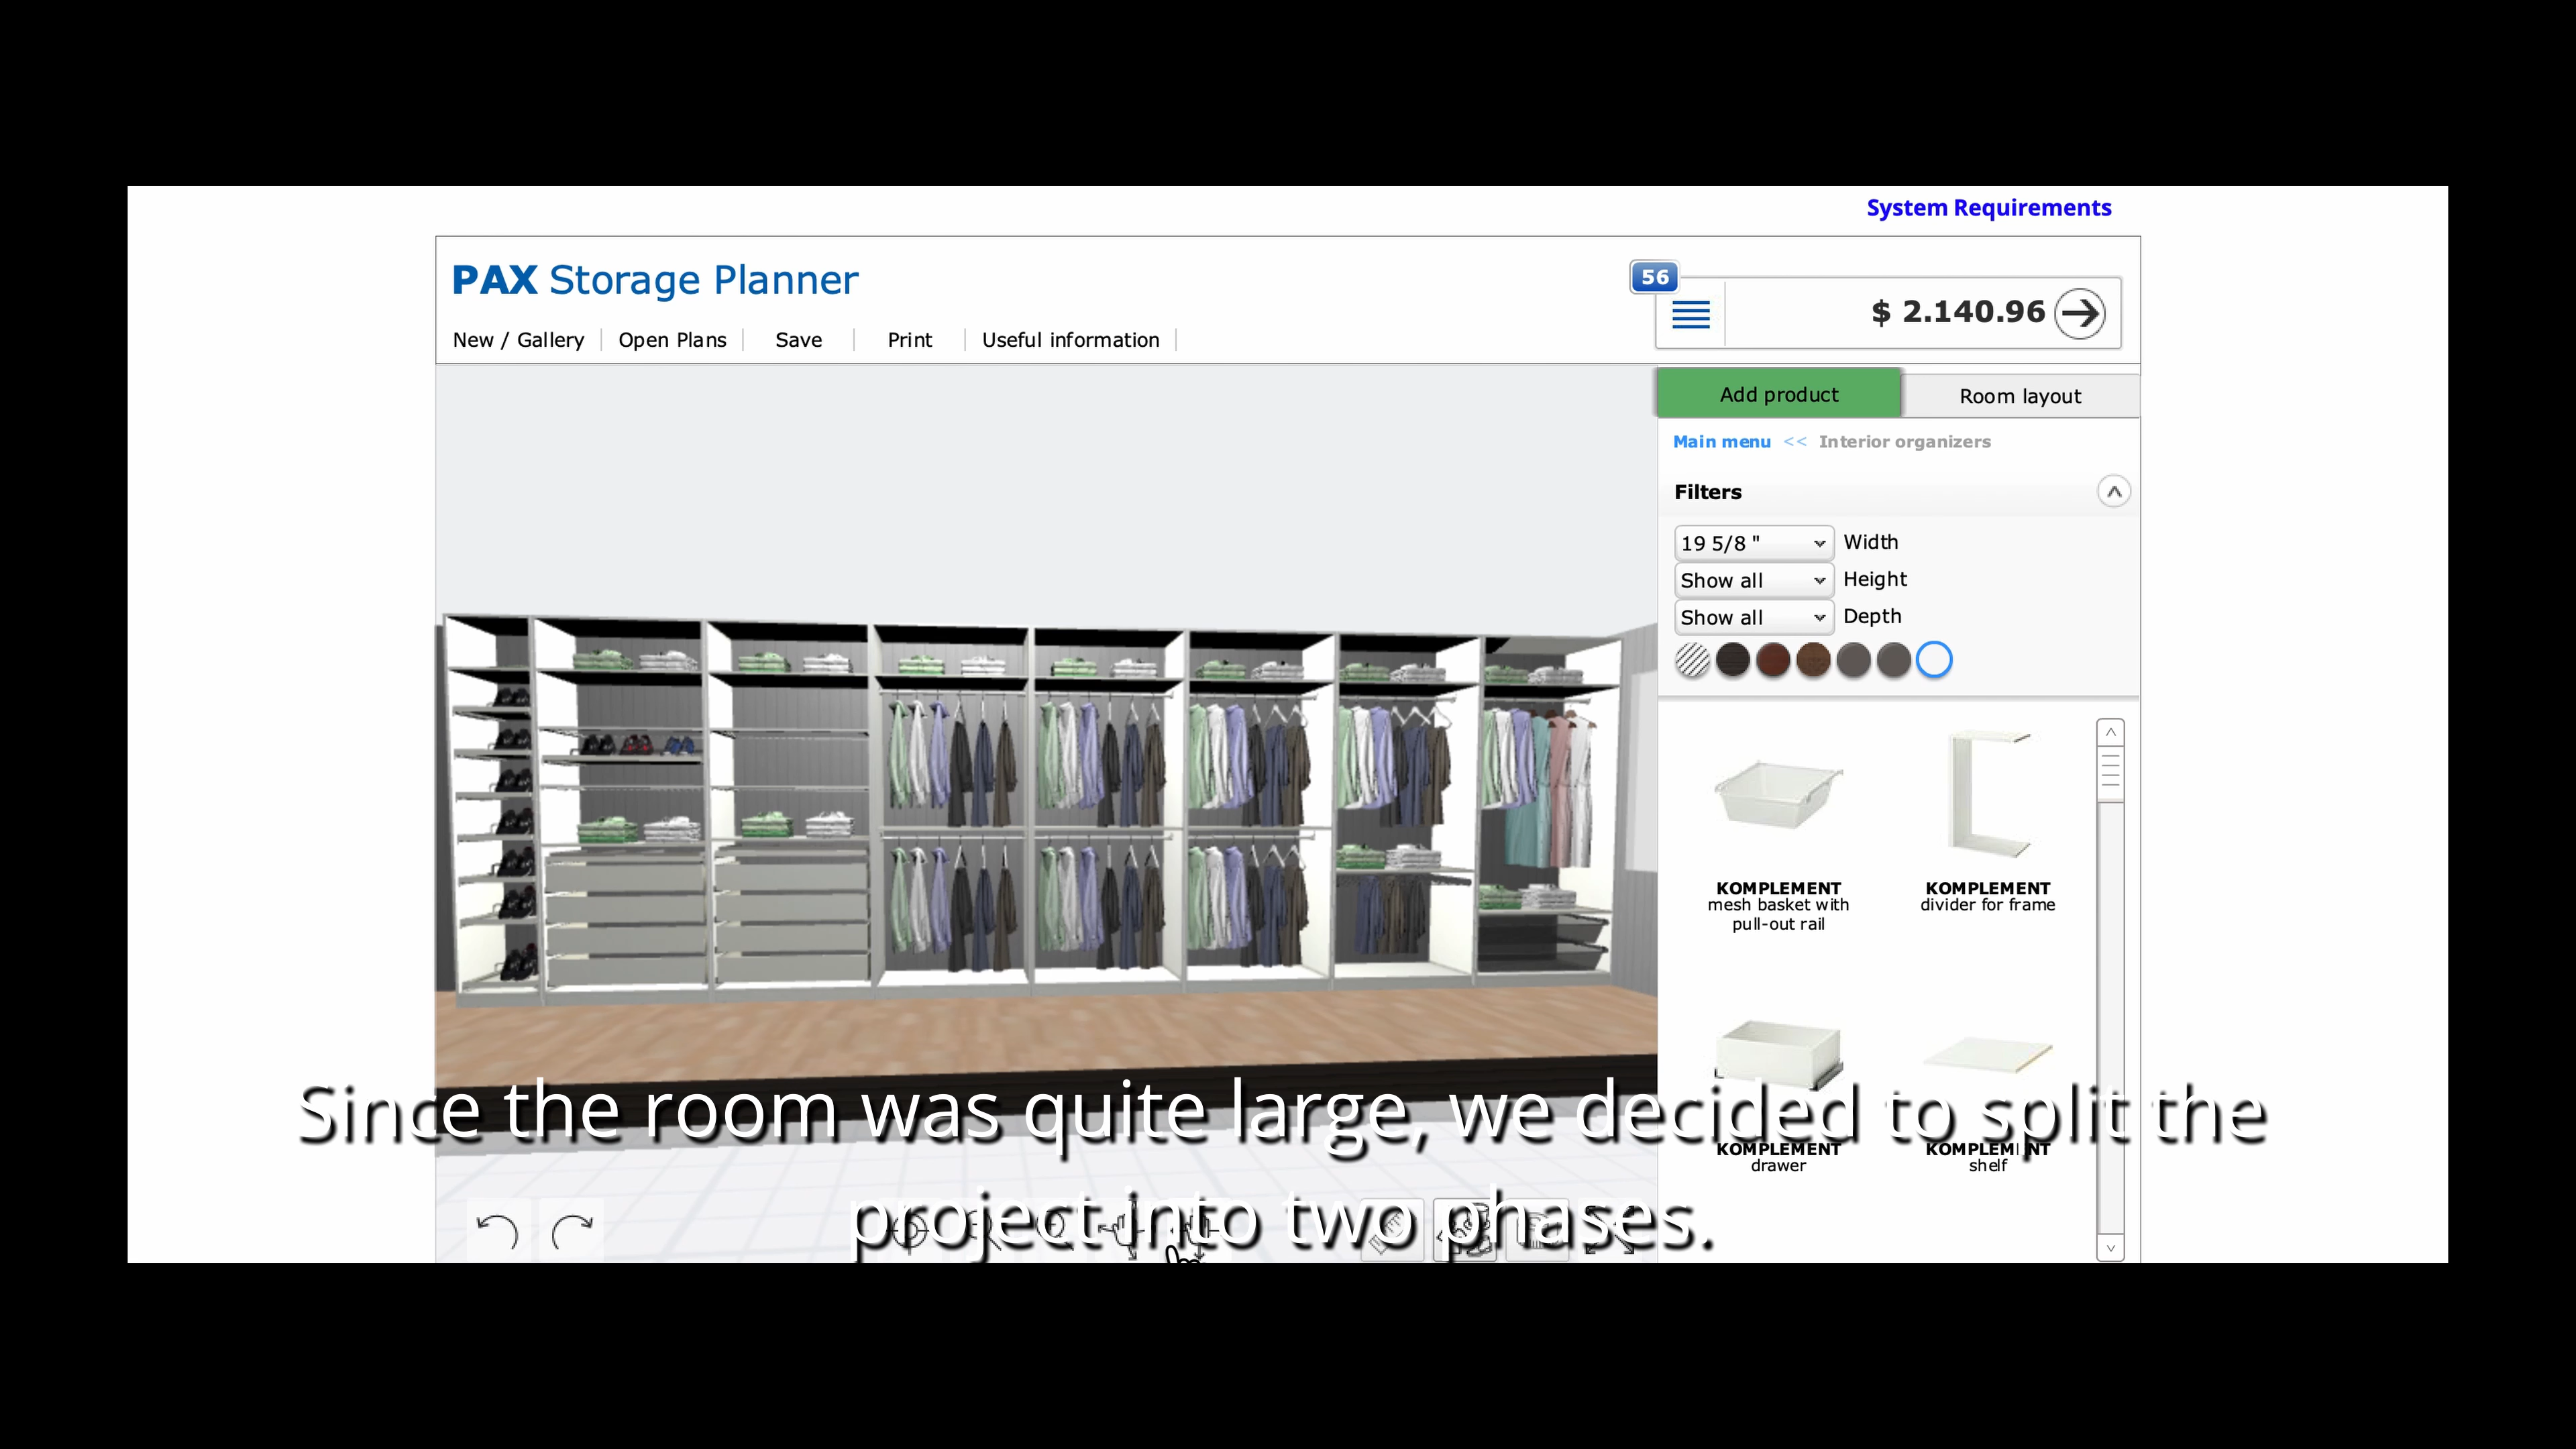 System Requirements
PAX Storage Planner
56
$ 2.140.96
New / Gallery
Open Plans
Save
Print
Useful information
Add product
Room layout
Main menu << Interior organizers
Filters
19 5/8 " Width
Show all Height
Show all Depth
KOMPLEMENT
mesh basket with
pull-out rail
KOMPLEMENT
divider for frame
KOMPLEMENT
drawer
KOMPLEMENT
shelf
Since the room was quite large, we decided to split the
project into two phases.